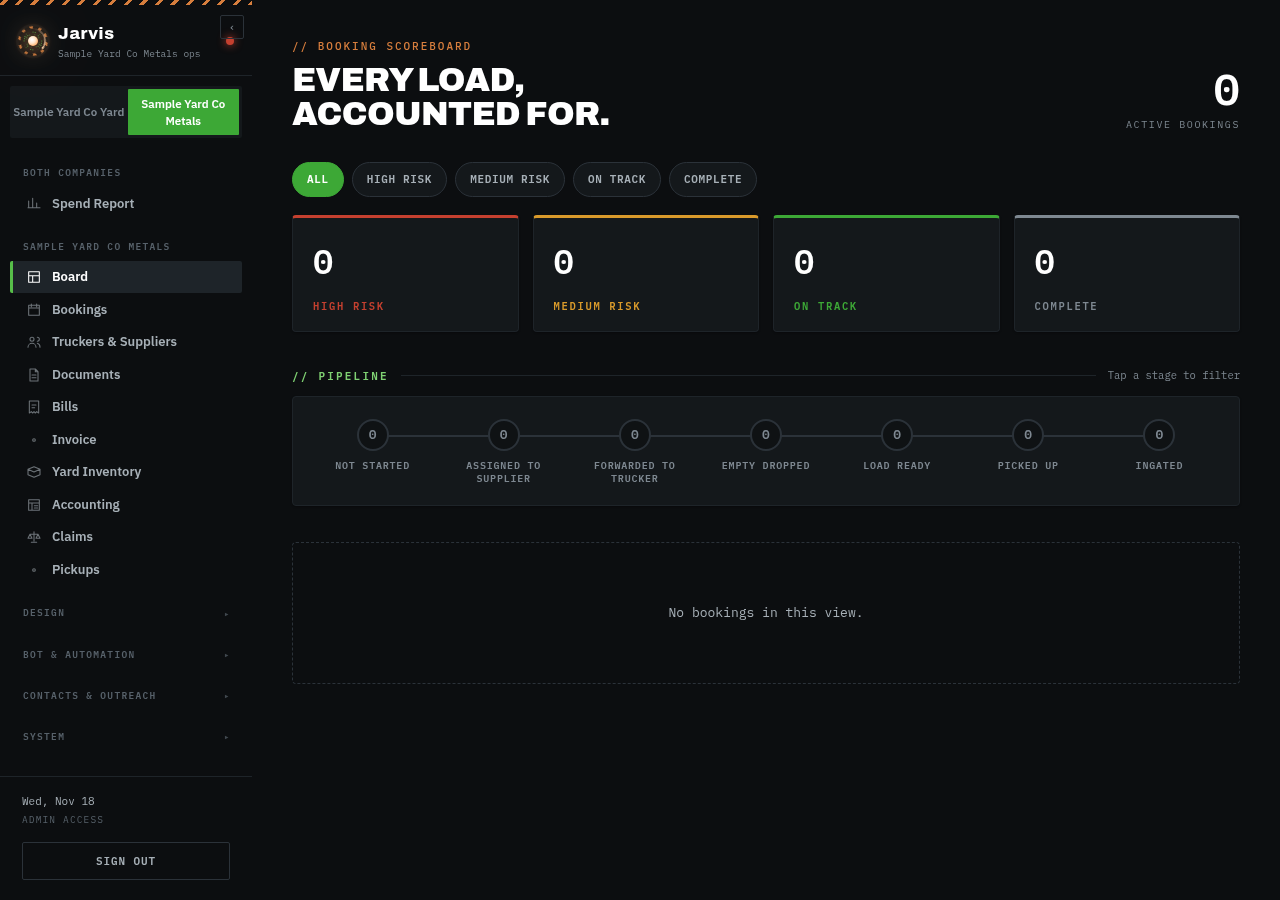 Jarvis
Sample Yard Co Metals ops
‹
Sample Yard Co Yard
Sample Yard Co
Metals
BOTH COMPANIES
Spend Report
SAMPLE YARD CO METALS
Board
Bookings
Truckers & Suppliers
Documents
Bills
Invoice
Yard Inventory
Accounting
Claims
Pickups
DESIGN
BOT & AUTOMATION
CONTACTS & OUTREACH
SYSTEM
Wed, Nov 18
ADMIN ACCESS
SIGN OUT
// BOOKING SCOREBOARD
EVERY LOAD,
ACCOUNTED FOR.
0
ACTIVE BOOKINGS
ALL
HIGH RISK
MEDIUM RISK
ON TRACK
COMPLETE
0
HIGH RISK
0
MEDIUM RISK
0
ON TRACK
0
COMPLETE
// PIPELINE
Tap a stage to filter
0
NOT STARTED
0
ASSIGNED TO
SUPPLIER
0
FORWARDED TO
TRUCKER
0
EMPTY DROPPED
0
LOAD READY
0
PICKED UP
0
INGATED
No bookings in this view.